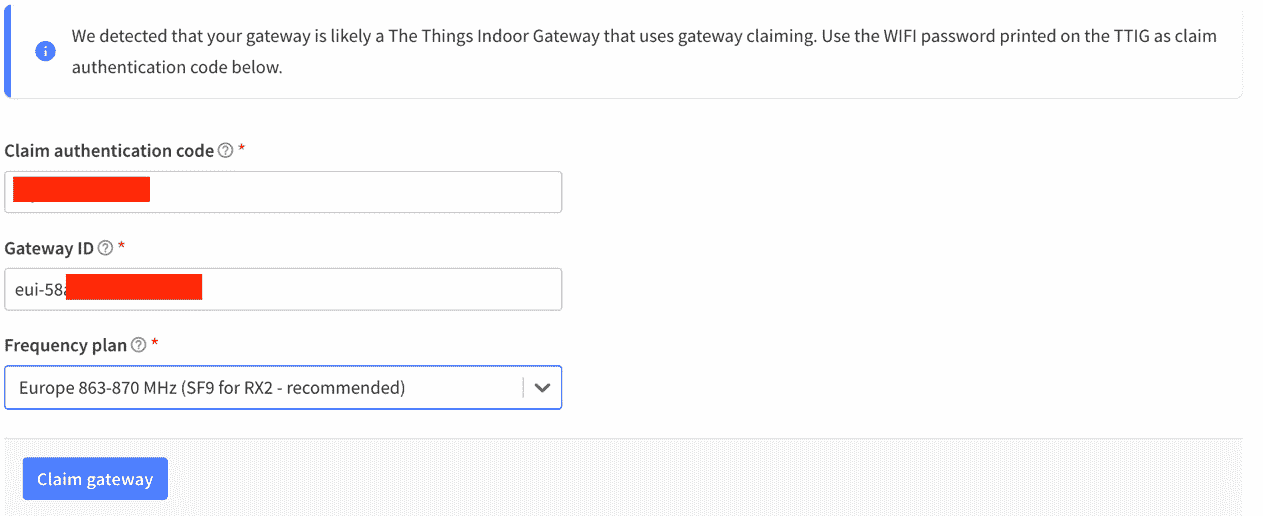 We detected that your gateway is likely a The Things Indoor Gateway that uses gateway claiming. Use the WIFI password printed on the TTIG as claim
authentication code below.
Claim authentication code *
Gateway ID *
eui-58
Frequency plan *
Europe 863-870 MHz (SF9 for RX2 - recommended)
Claim gateway